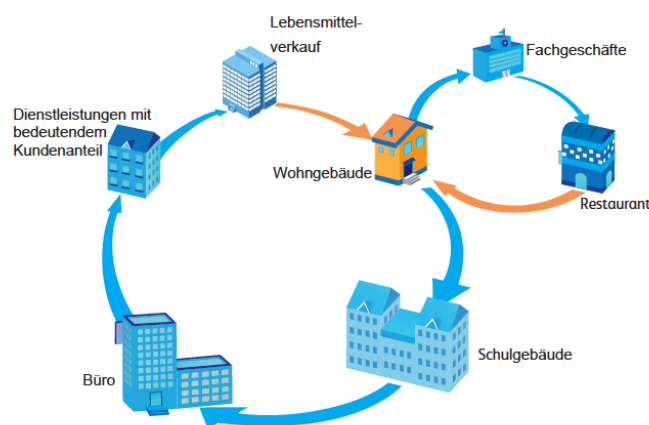 Lebensmittel-
verkauf
Fachgeschäfte
Dienstleistungen mit
bedeutendem
Kundenanteil
Wohngebäude
Restaurant
Schulgebäude
Büro